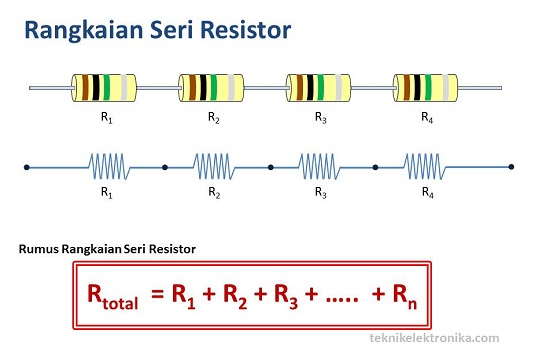 Rangkaian Seri Resistor
R1 R2 R3 R4
R1 R2 R3 R4
Rumus Rangkaian Seri Resistor
Rtotal = R1 + R2 + R3 + ..... + Rn
teknikelektronika.com